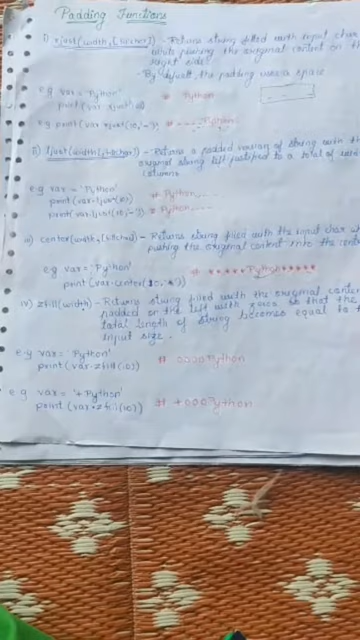 Padding Functions
i) rjust(width,[fillchar]) - Returns string filled with input char
while pushing the original content on the
right side
- By default, the padding uses a space
e.g var = 'Python'
print(var.rjust(10)) # Python
e.g print(var.rjust(10,'-')) # ----Python
ii) ljust(width,[fillchar]) - Returns a padded version of string with the
original string left justified to a total of
columns
e.g var = 'Python'
print(var.ljust(10)) # Python....
print(var.ljust(10,'-')) # Python....
iii) center(width,[fillchar]) - Returns string filled with the input char
pushing the original content into the
e.g var = 'Python'
print(var.center( # *****Python*****
iv) zfill(width) - Returns string filled with the original
padded on the left with zeros so that the
total length of string becomes equal to
input size.
e.g var = 'Python'
print(var.zfill(10)) # 0000Python
e.g var = '+Python'
print(var.zfill(10)) # +000Python